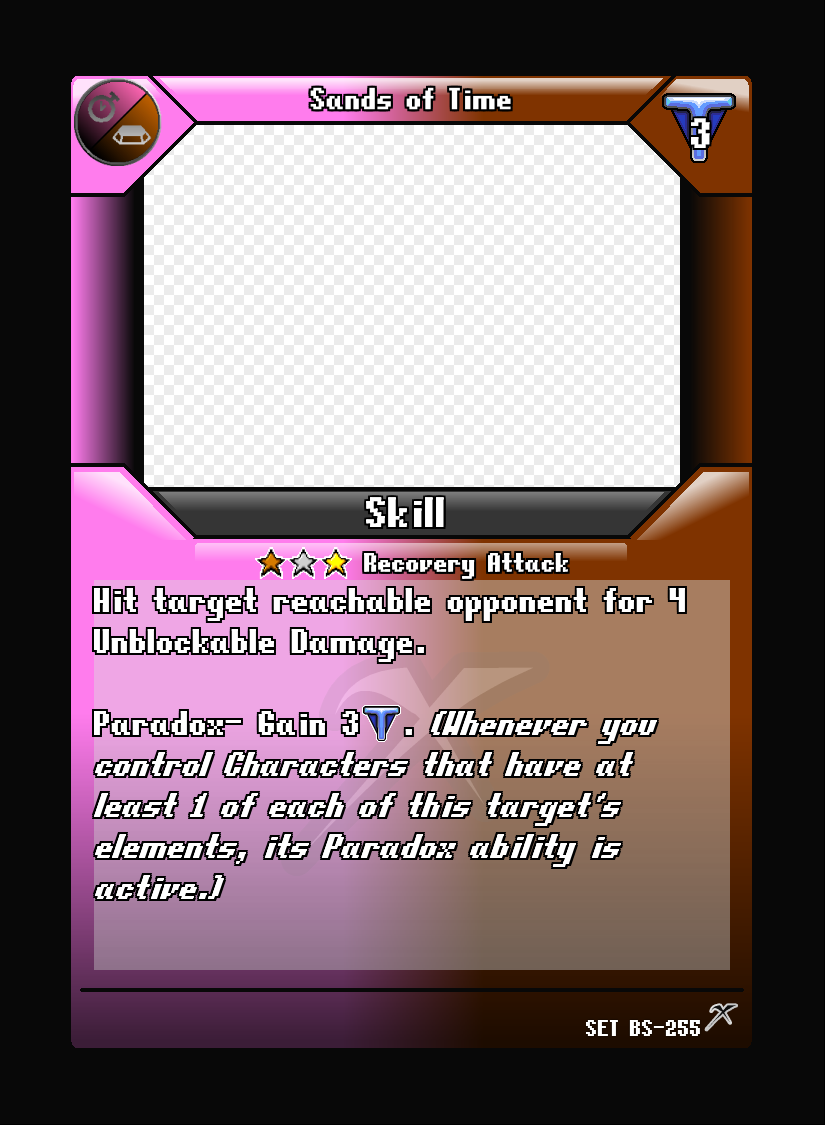 Sands of Time
3
Skill
Recovery Attack
Hit target reachable opponent for 4
Unblockable Damage.
Paradox- Gain 3 . (Whenever you
control Characters that have at
least 1 of each of this target's
elements, its Paradox ability is
active.)
SET BS-255